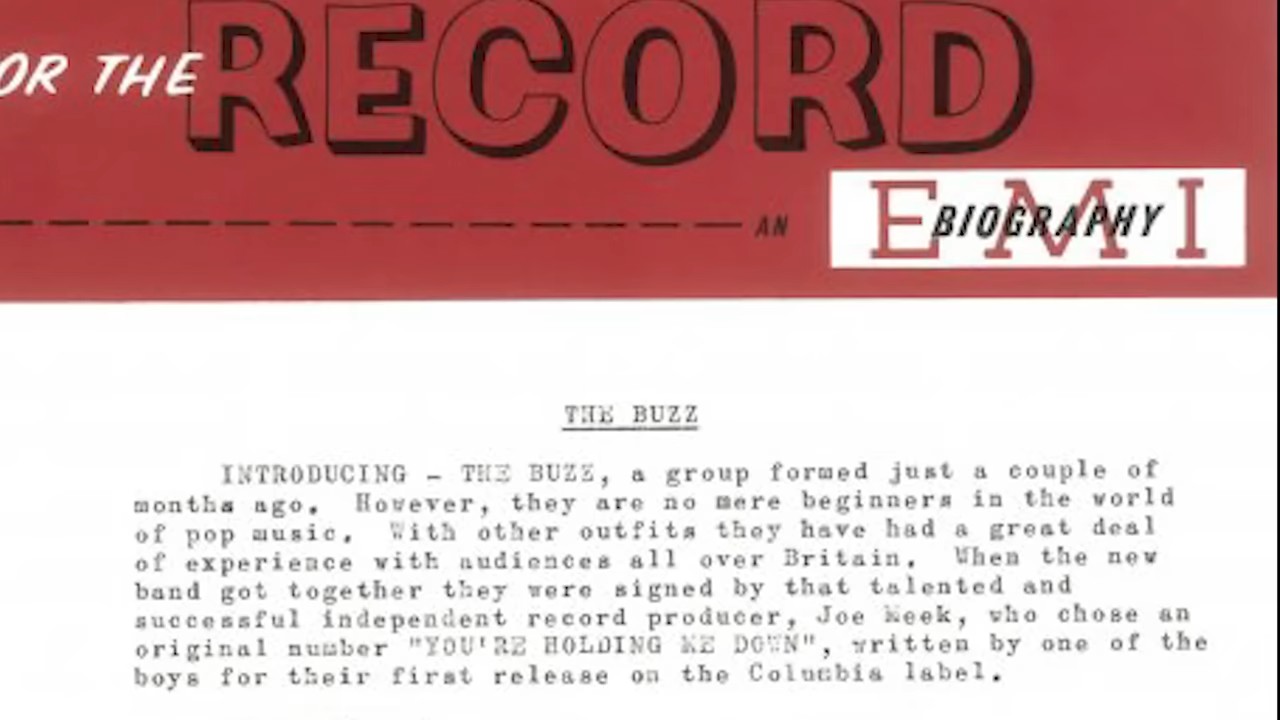 OR THE RECORD
AN EMI BIOGRAPHY
THE BUZZ
INTRODUCING - THE BUZZ, a group formed just a couple of
months ago. However, they are no mere beginners in the world
of pop music. With other outfits they have had a great deal
of experience with audiences all over Britain. When the new
band got together they were signed by that talented and
successful independent record producer, Joe Meek, who chose an
original number "YOU'RE HOLDING ME DOWN", written by one of the
boys for their first release on the Columbia label.